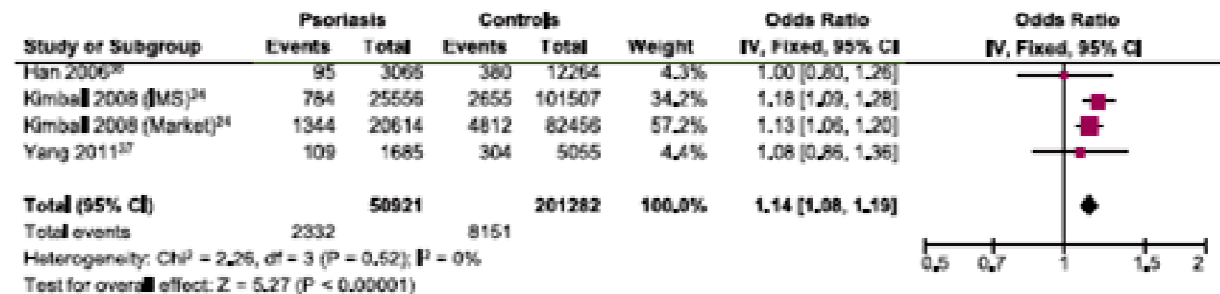 Psoriasis Controls Odds Ratio Odds Ratio
Study or Subgroup Events Total Events Total Weight IV, Fixed, 95% CI IV, Fixed, 95% CI
Han 2006³⁶ 95 3066 380 12264 4.3% 1.00 [0.80, 1.26]
Kimball 2008 (IMS)²⁴ 784 25556 2655 101507 34.2% 1.18 [1.09, 1.28]
Kimball 2008 (Market)²⁴ 1344 20614 4812 82456 57.2% 1.13 [1.06, 1.20]
Yang 2011³⁷ 109 1685 304 5055 4.4% 1.08 [0.86, 1.36]
Total (95% CI) 50921 201282 100.0% 1.14 [1.08, 1.19]
Total events 2332 8151
Heterogeneity: Chi² = 2.26, df = 3 (P = 0.52); I² = 0%
Test for overall effect: Z = 5.27 (P < 0.00001)
0.5 0.7 1 1.5 2